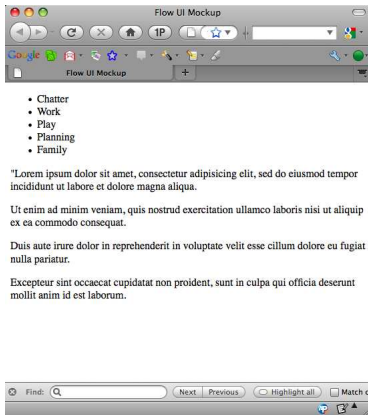 Flow UI Mockup
1P
Google
Flow UI Mockup
+
• Chatter
• Work
• Play
• Planning
• Family
"Lorem ipsum dolor sit amet, consectetur adipisicing elit, sed do eiusmod tempor
incididunt ut labore et dolore magna aliqua.
Ut enim ad minim veniam, quis nostrud exercitation ullamco laboris nisi ut aliquip
ex ea commodo consequat.
Duis aute irure dolor in reprehenderit in voluptate velit esse cillum dolore eu fugiat
nulla pariatur.
Excepteur sint occaecat cupidatat non proident, sunt in culpa qui officia deserunt
mollit anim id est laborum.
Find: Next Previous Highlight all Match c